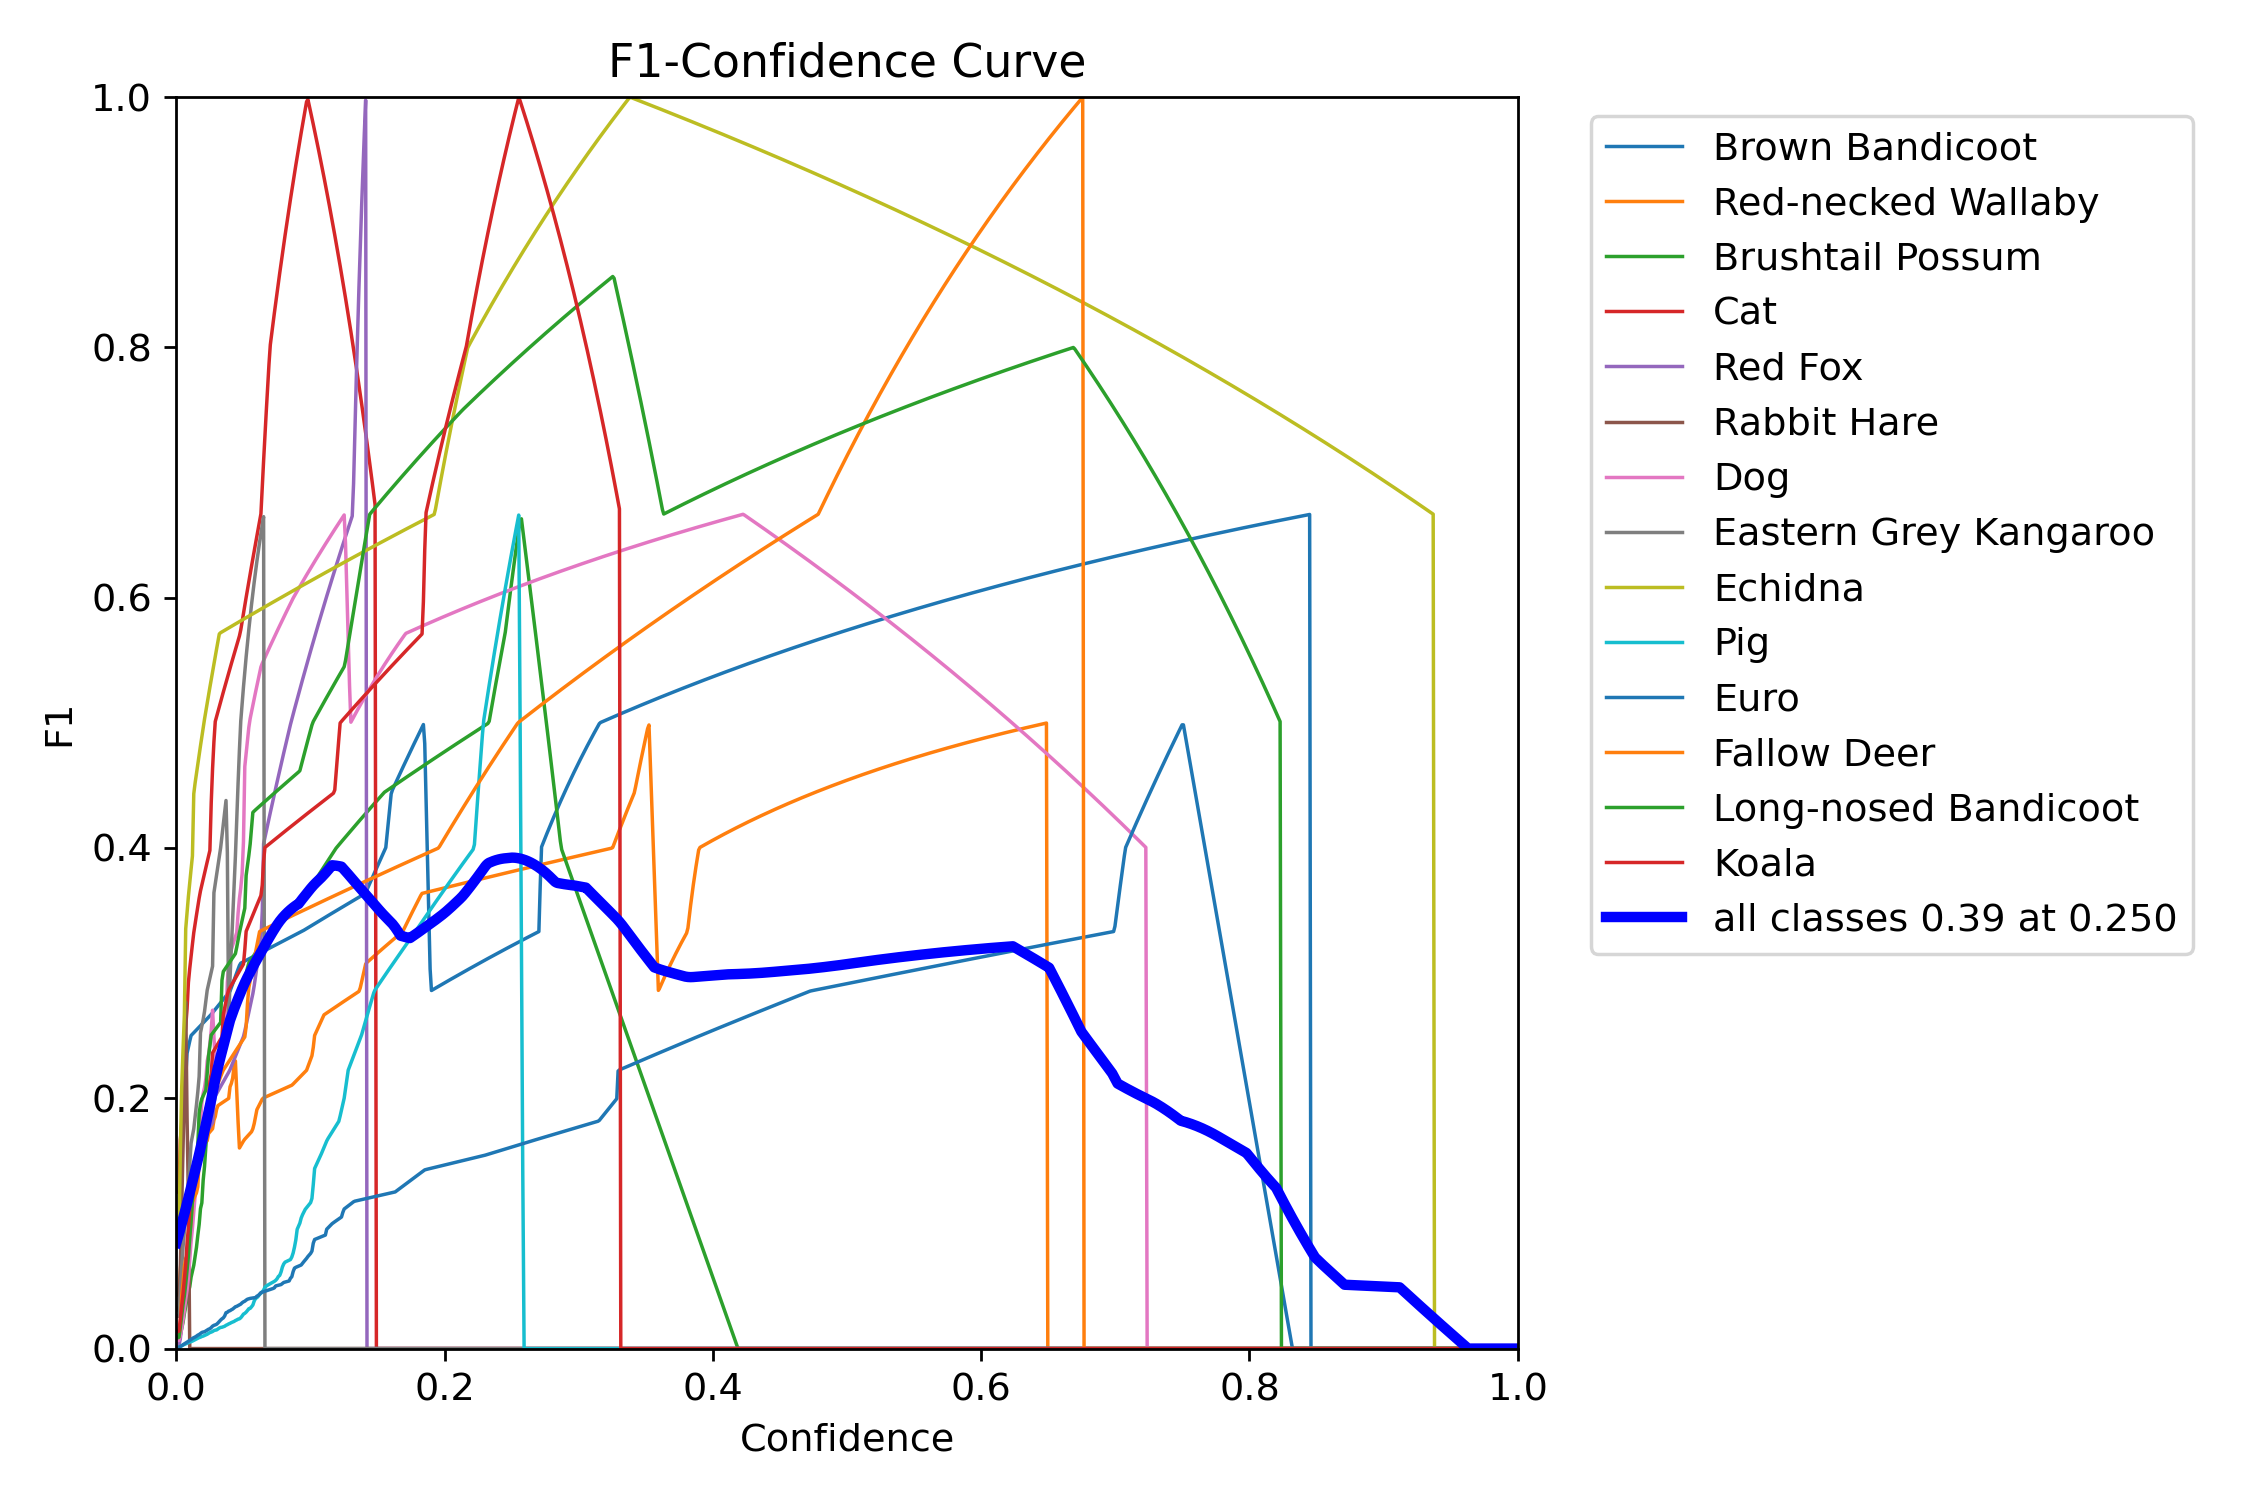 F1-Confidence Curve
1.0
0.8
0.6
0.4
0.2
0.0
F1
0.0 0.2 0.4 0.6 0.8 1.0
Confidence
Brown Bandicoot
Red-necked Wallaby
Brushtail Possum
Cat
Red Fox
Rabbit Hare
Dog
Eastern Grey Kangaroo
Echidna
Pig
Euro
Fallow Deer
Long-nosed Bandicoot
Koala
all classes 0.39 at 0.250